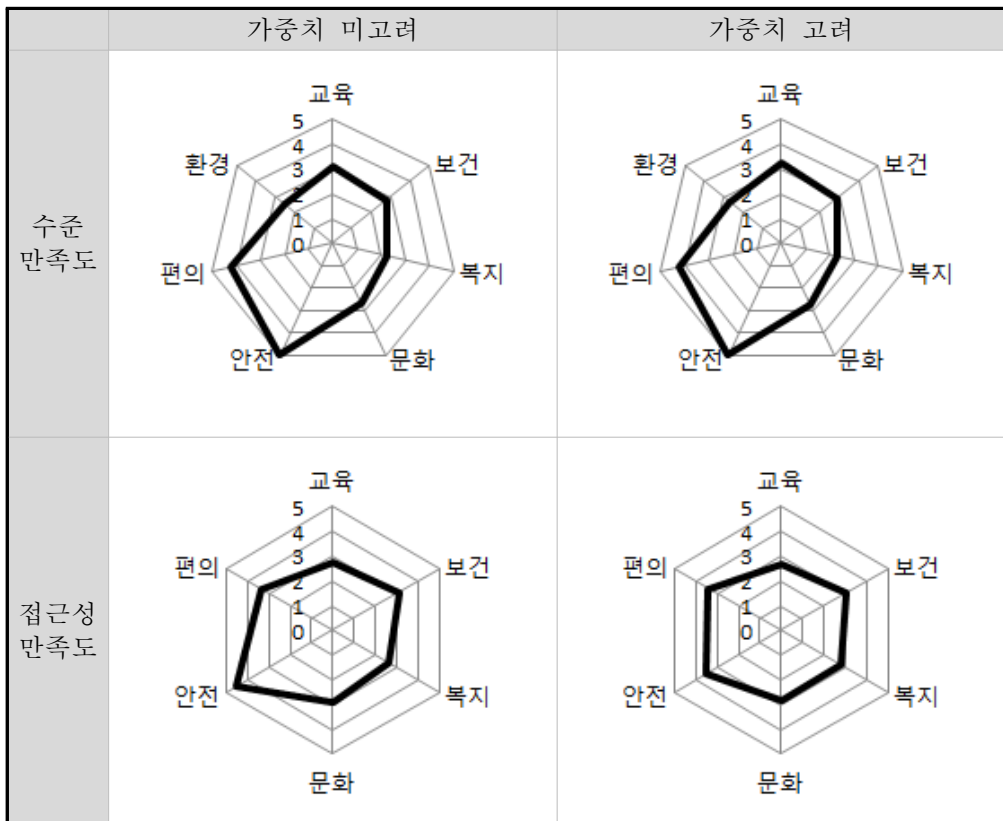 가중치 미고려
가중치 고려
수준
만족도
교육
보건
복지
문화
안전
편의
환경
5
4
3
2
1
0
교육
보건
복지
문화
안전
편의
환경
5
4
3
2
1
0
접근성
만족도
교육
보건
복지
문화
안전
편의
5
4
3
2
1
0
교육
보건
복지
문화
안전
편의
5
4
3
2
1
0